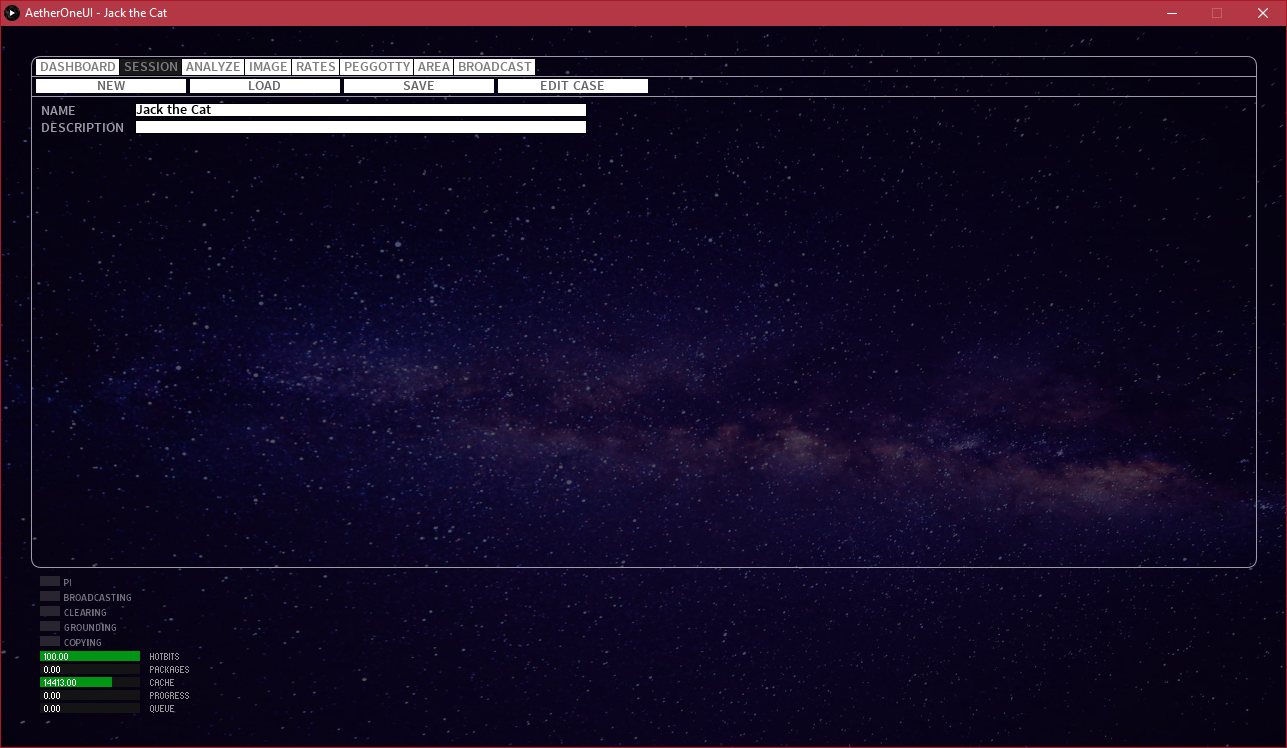 AetherOneUI - Jack the Cat
DASHBOARD SESSION ANALYZE IMAGE RATES PEGGOTTY AREA BROADCAST
NEW LOAD SAVE EDIT CASE
NAME Jack the Cat
DESCRIPTION
PI
BROADCASTING
CLEARING
GROUNDING
COPYING
100.00 HOTBITS
0.00 PACKAGES
14413.00 CACHE
0.00 PROGRESS
0.00 QUEUE